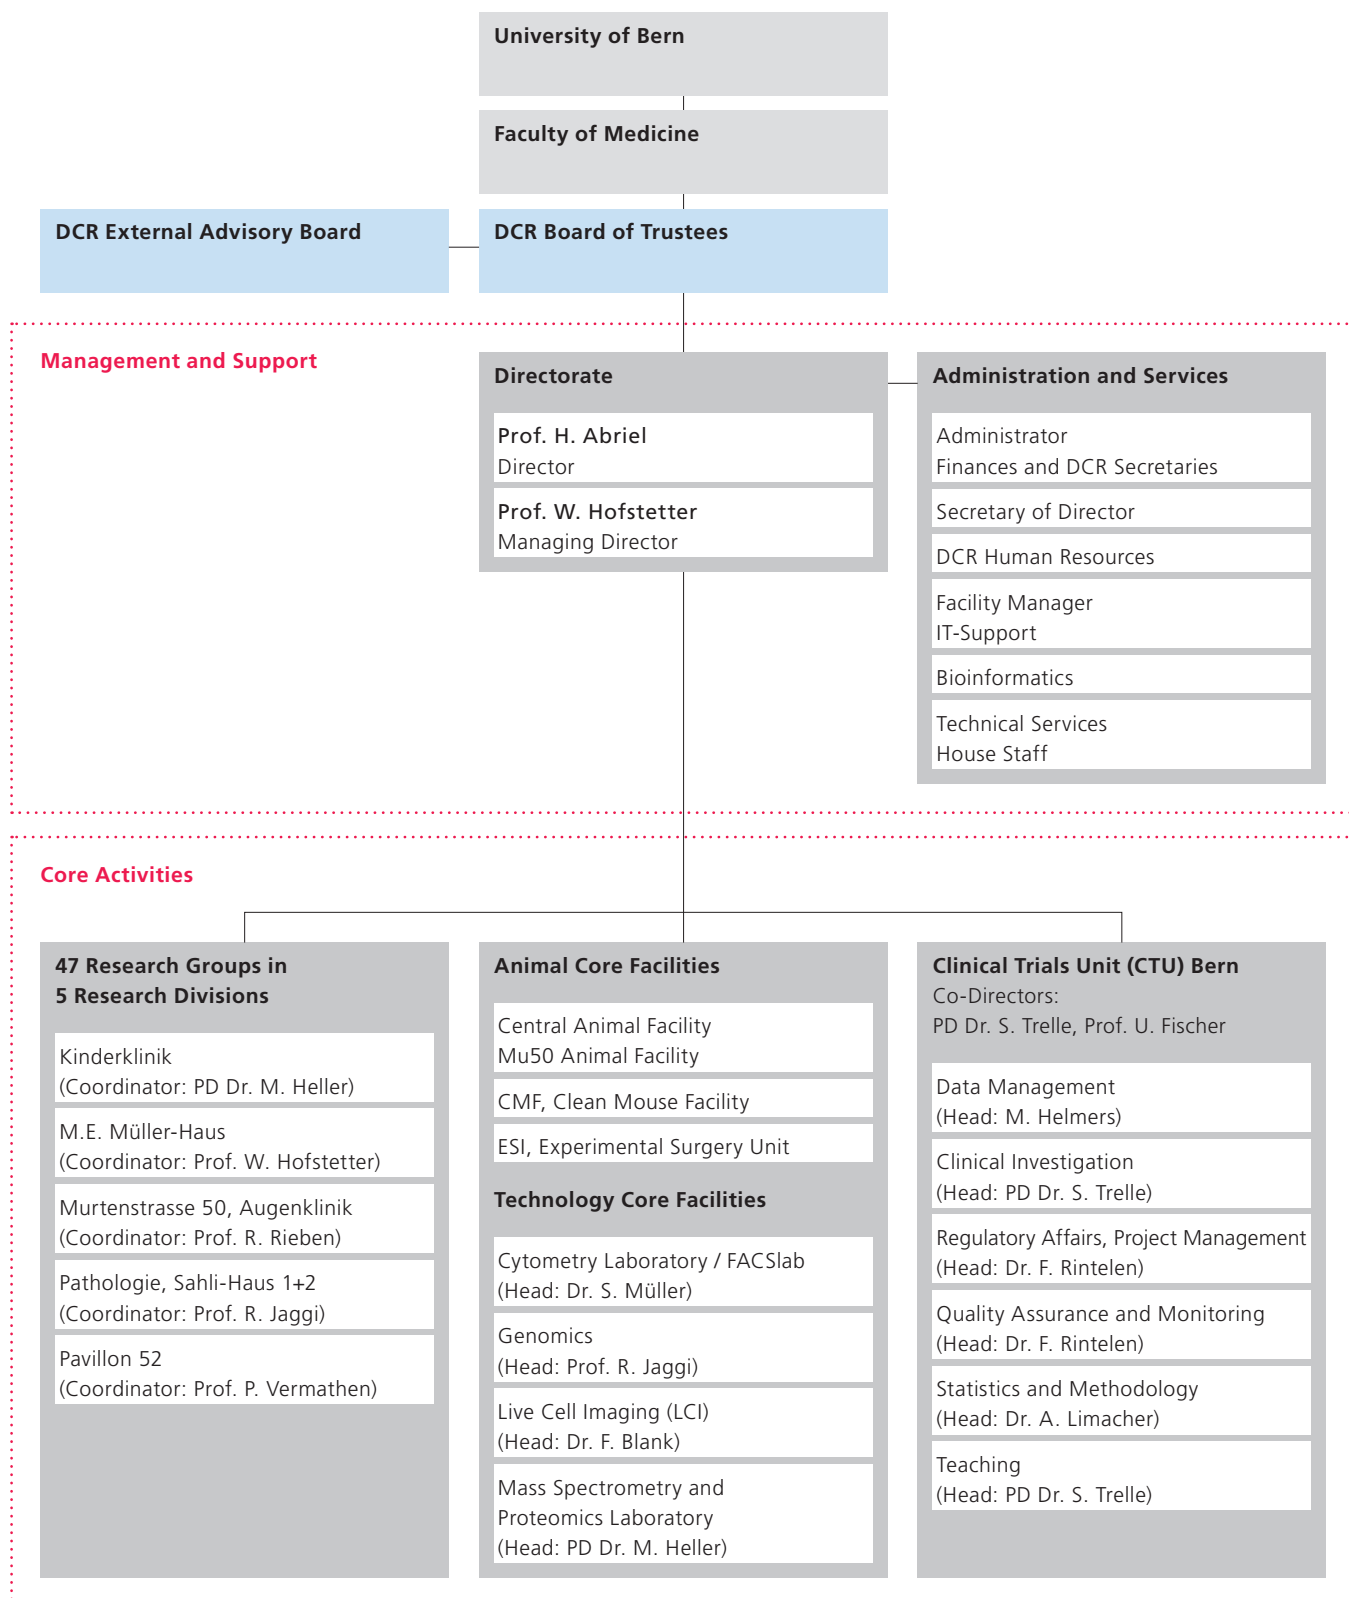 University of Bern
Faculty of Medicine
DCR External Advisory Board
DCR Board of Trustees
Management and Support
Directorate
Prof. H. Abriel
Director
Prof. W. Hofstetter
Managing Director
Administration and Services
Administrator
Finances and DCR Secretaries
Secretary of Director
DCR Human Resources
Facility Manager
IT-Support
Bioinformatics
Technical Services
House Staff
Core Activities
47 Research Groups in
5 Research Divisions
Kinderklinik
(Coordinator: PD Dr. M. Heller)
M.E. Müller-Haus
(Coordinator: Prof. W. Hofstetter)
Murtenstrasse 50, Augenklinik
(Coordinator: Prof. R. Rieben)
Pathologie, Sahli-Haus 1+2
(Coordinator: Prof. R. Jaggi)
Pavillon 52
(Coordinator: Prof. P. Vermathen)
Animal Core Facilities
Central Animal Facility
Mu50 Animal Facility
CMF, Clean Mouse Facility
ESI, Experimental Surgery Unit
Technology Core Facilities
Cytometry Laboratory / FACSlab
(Head: Dr. S. Müller)
Genomics
(Head: Prof. R. Jaggi)
Live Cell Imaging (LCI)
(Head: Dr. F. Blank)
Mass Spectrometry and
Proteomics Laboratory
(Head: PD Dr. M. Heller)
Clinical Trials Unit (CTU) Bern
Co-Directors:
PD Dr. S. Trelle, Prof. U. Fischer
Data Management
(Head: M. Helmers)
Clinical Investigation
(Head: PD Dr. S. Trelle)
Regulatory Affairs, Project Management
(Head: Dr. F. Rintelen)
Quality Assurance and Monitoring
(Head: Dr. F. Rintelen)
Statistics and Methodology
(Head: Dr. A. Limacher)
Teaching
(Head: PD Dr. S. Trelle)